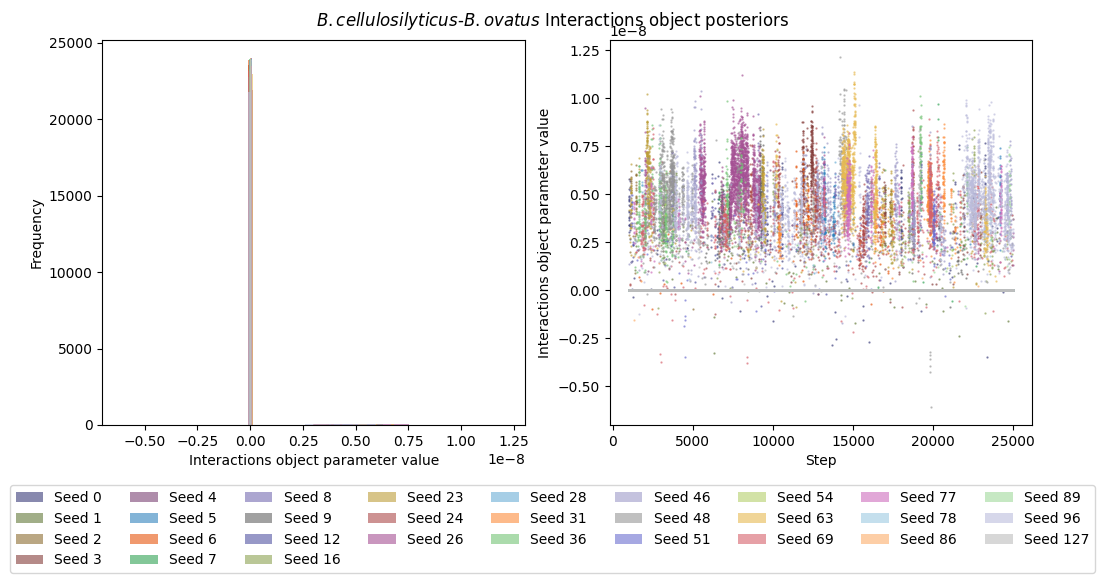 B. cellulosilyticus-B. ovatus Interactions object posteriors
25000
20000
15000
10000
5000
0
Frequency
−0.50 −0.25 0.00 0.25 0.50 0.75 1.00 1.25
1e−8
Interactions object parameter value
1e−8
1.25
1.00
0.75
0.50
0.25
0.00
−0.25
−0.50
Interactions object parameter value
0 5000 10000 15000 20000 25000
Step
Seed 0 Seed 4 Seed 8 Seed 23 Seed 28 Seed 46 Seed 54 Seed 77 Seed 89
Seed 1 Seed 5 Seed 9 Seed 24 Seed 31 Seed 48 Seed 63 Seed 78 Seed 96
Seed 2 Seed 6 Seed 12 Seed 26 Seed 36 Seed 51 Seed 69 Seed 86 Seed 127
Seed 3 Seed 7 Seed 16